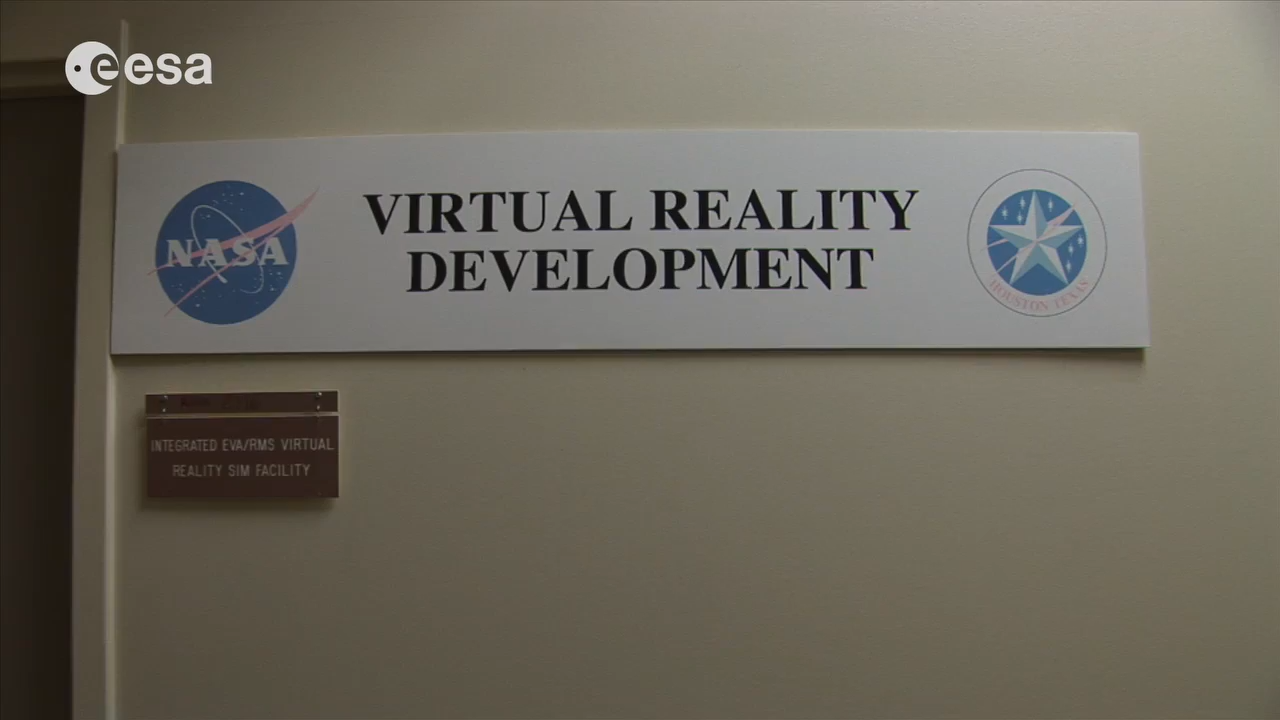 esa
NASA
VIRTUAL REALITY
DEVELOPMENT
HOUSTON TEXAS
INTEGRATED EVA/RMS VIRTUAL
REALITY SIM FACILITY